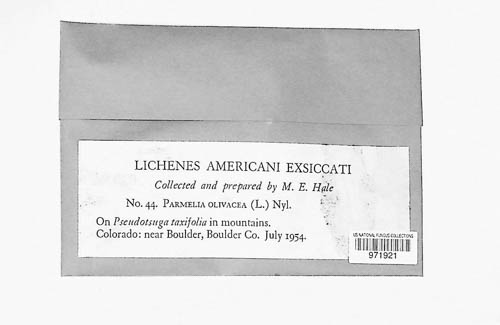 LICHENES AMERICANI EXSICCATI
Collected and prepared by M. E. Hale
No. 44. PARMELIA OLIVACEA (L.) Nyl.
On Pseudotsuga taxifolia in mountains.
Colorado: near Boulder, Boulder Co. July 1954.
US NATIONAL FUNGUS COLLECTIONS
971921